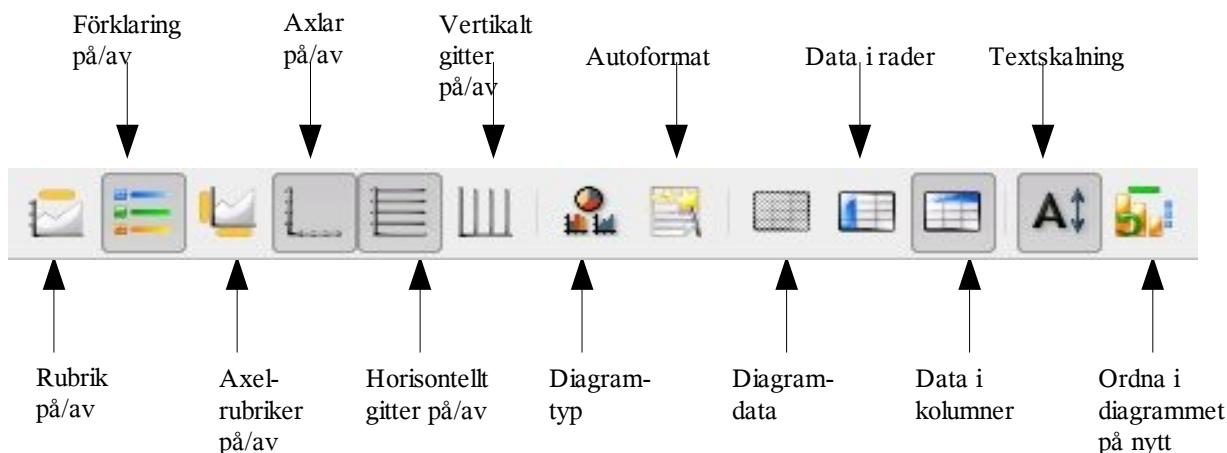 Förklaring
på/av
Axlar
på/av
Vertikalt
gitter
på/av
Autoformat
Data i rader
Textskalning
A
5
Rubrik
på/av
Axel-
rubriker
på/av
Horisontellt
gitter på/av
Diagram-
typ
Diagram-
data
Data i
kolumner
Ordna i
diagrammet
på nytt